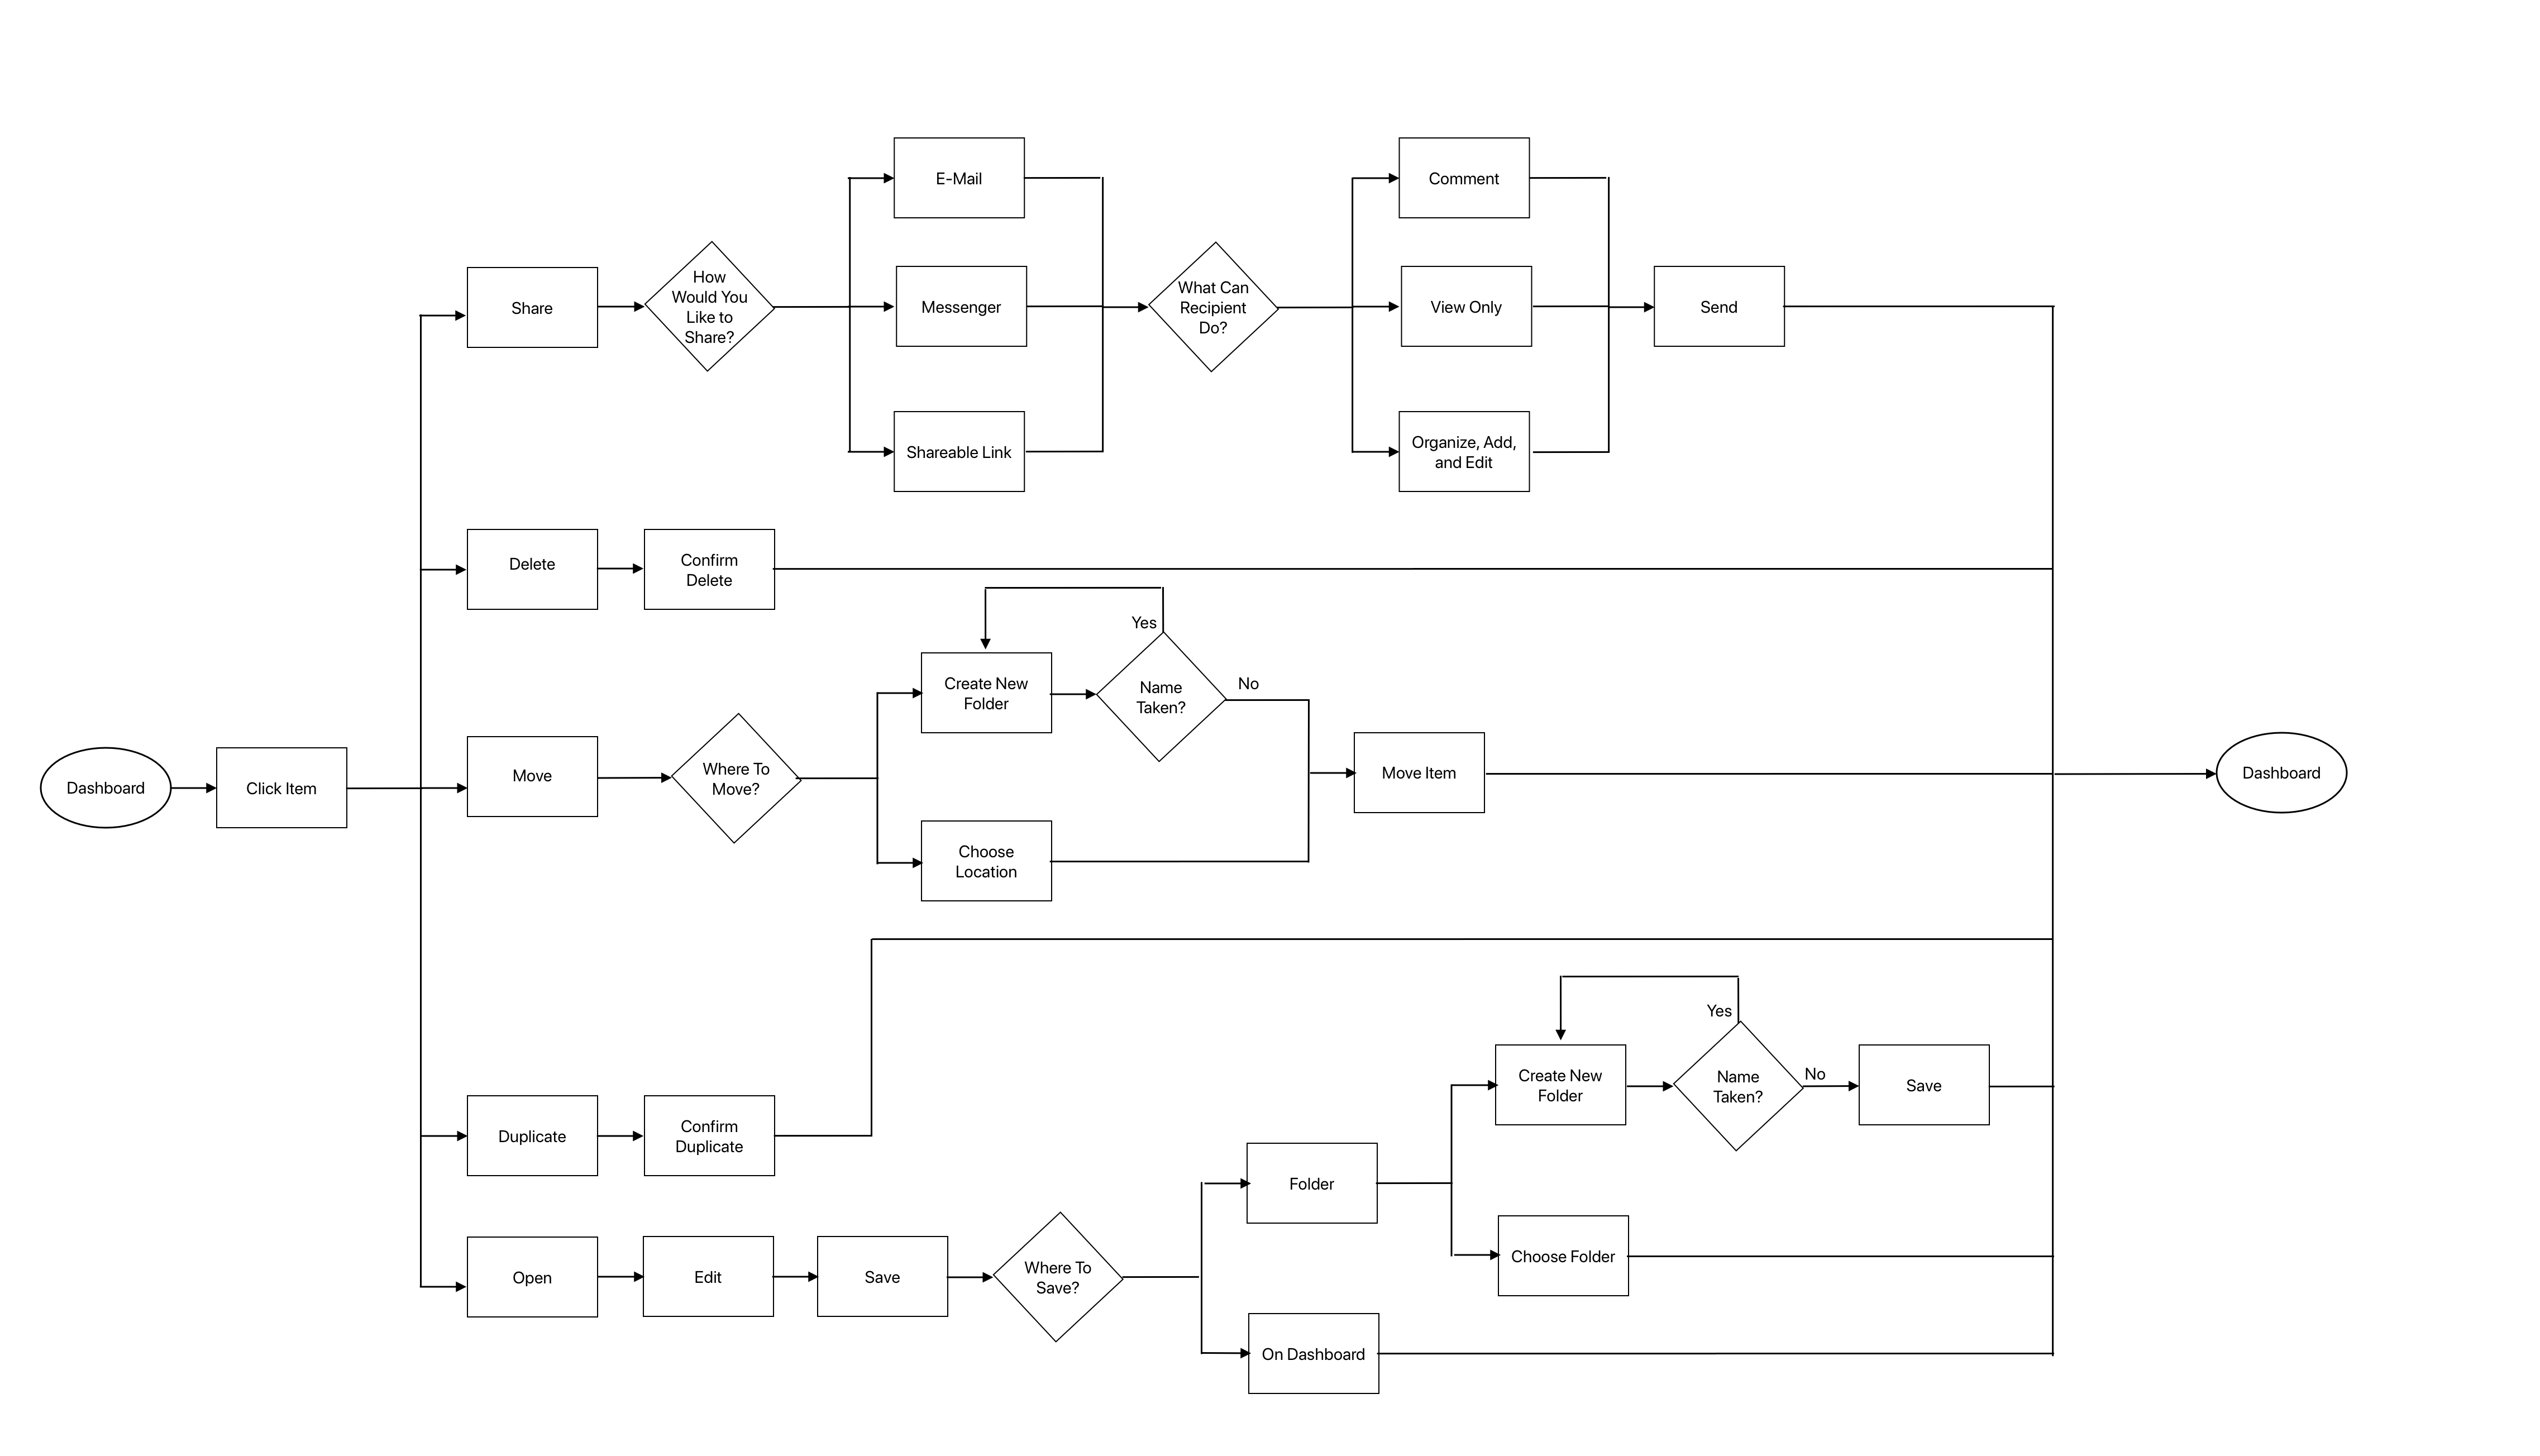 E-Mail
Comment
How
Would You
Like to
Share?
What Can
Recipient
Do?
Share
Messenger
View Only
Send
Shareable Link
Organize, Add,
and Edit
Delete
Confirm
Delete
Yes
Create New
Folder
Name
Taken?
No
Dashboard
Click Item
Move
Where To
Move?
Move Item
Dashboard
Choose
Location
Yes
Create New
Folder
Name
Taken?
No
Save
Duplicate
Confirm
Duplicate
Folder
Open
Edit
Save
Where To
Save?
Choose Folder
On Dashboard